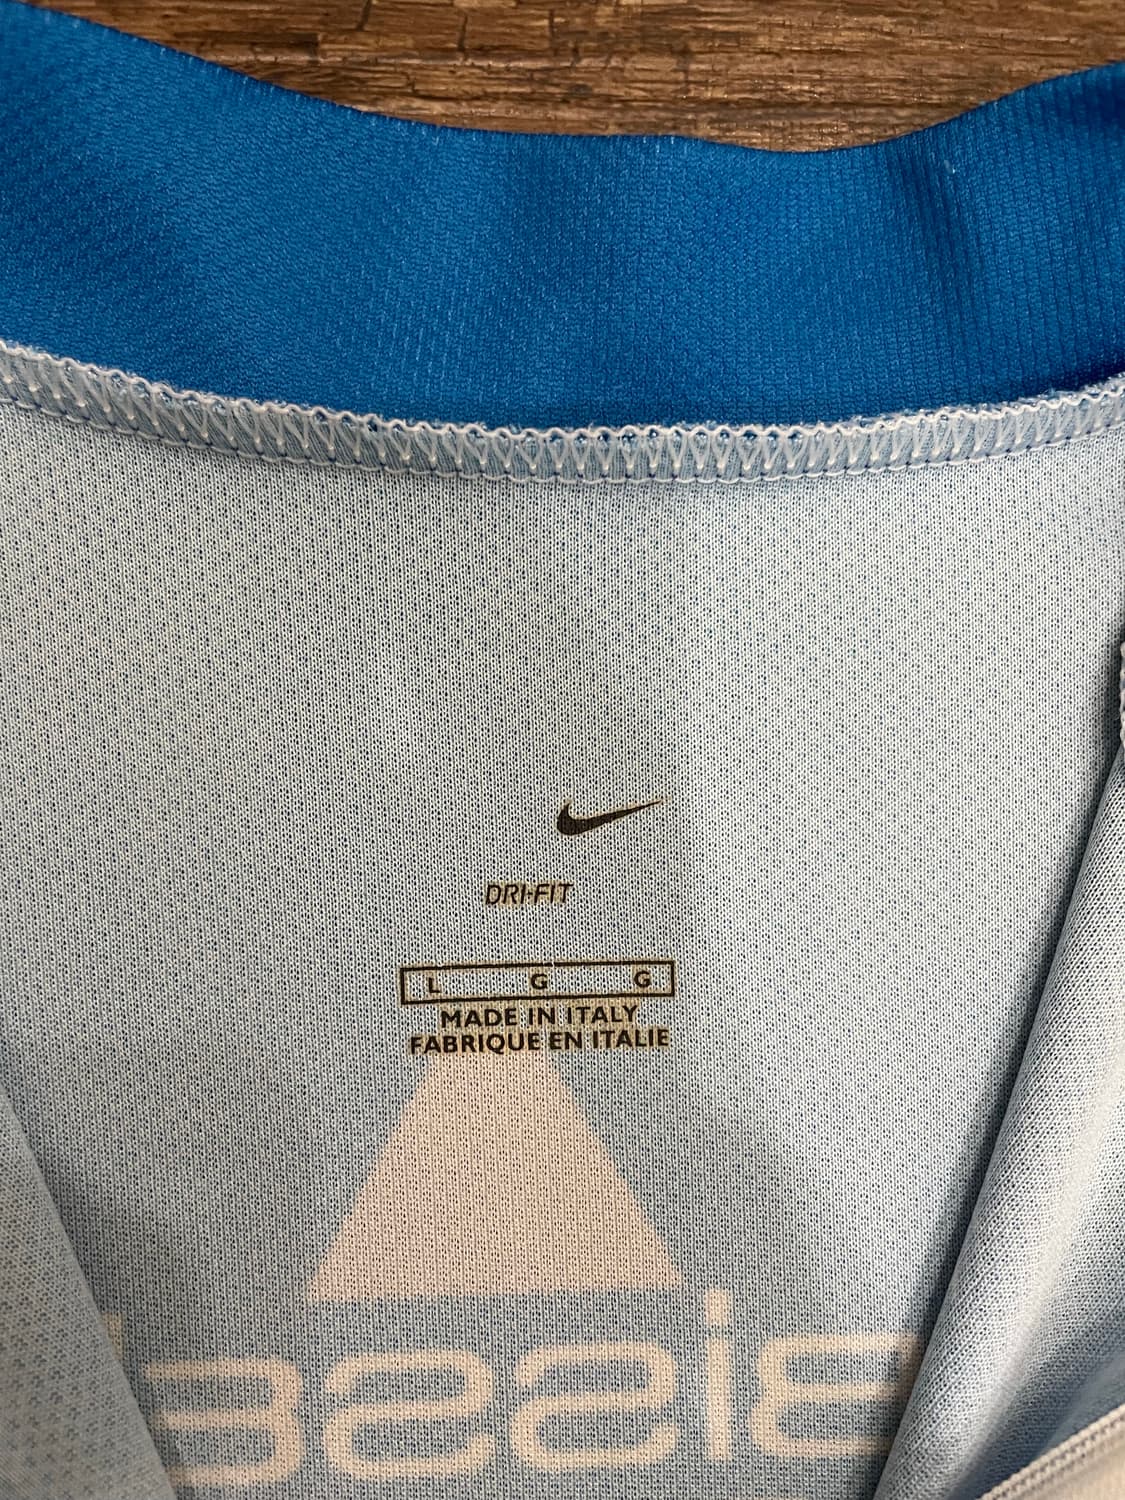 DRI-FIT
L G G
MADE IN ITALY
FABRIQUE EN ITALIE